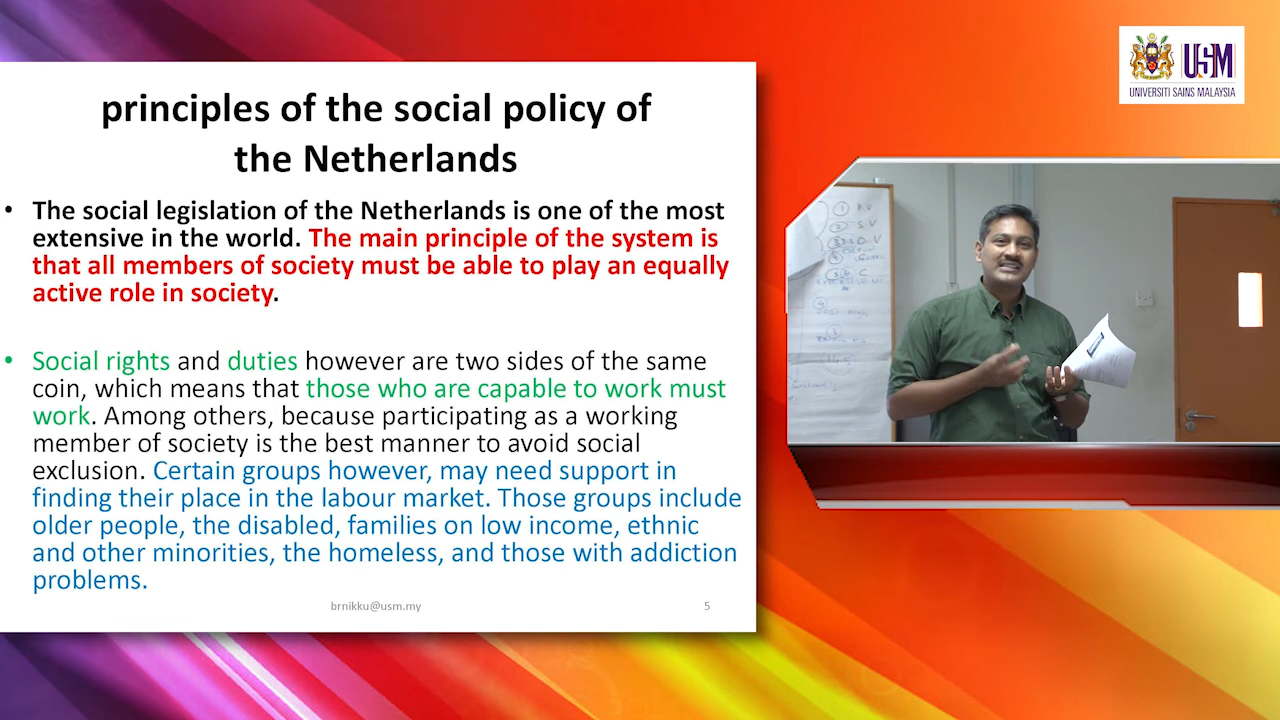 principles of the social policy of
the Netherlands
• The social legislation of the Netherlands is one of the most
extensive in the world. The main principle of the system is
that all members of society must be able to play an equally
active role in society.
• Social rights and duties however are two sides of the same
coin, which means that those who are capable to work must
work. Among others, because participating as a working
member of society is the best manner to avoid social
exclusion. Certain groups however, may need support in
finding their place in the labour market. Those groups include
older people, the disabled, families on low income, ethnic
and other minorities, the homeless, and those with addiction
problems.
brnikku@usm.my 5
USM
UNIVERSITI SAINS MALAYSIA